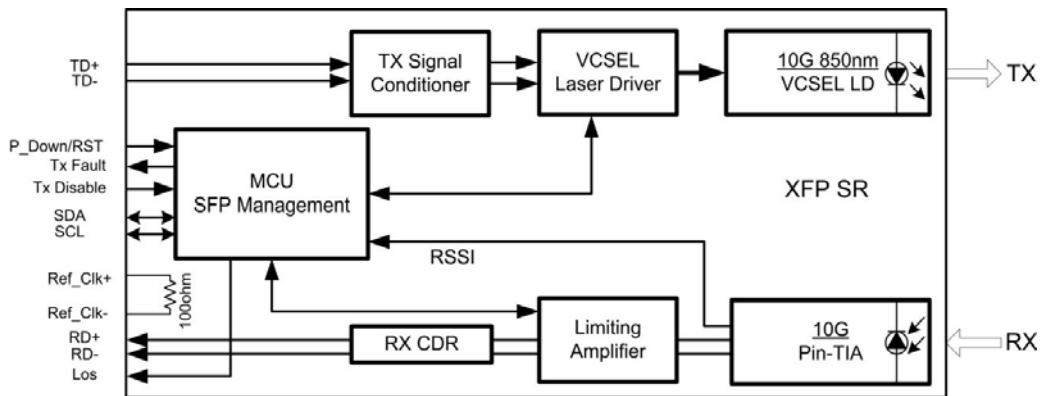 TD+
TD-
TX Signal
Conditioner
VCSEL
Laser Driver
10G 850nm
VCSEL LD
TX
P_Down/RST
Tx Fault
Tx Disable
SDA
SCL
MCU
SFP Management
XFP SR
RSSI
Ref_Clk+
Ref_Clk-
100ohm
RD+
RD-
Los
RX CDR
Limiting
Amplifier
10G
Pin-TIA
RX